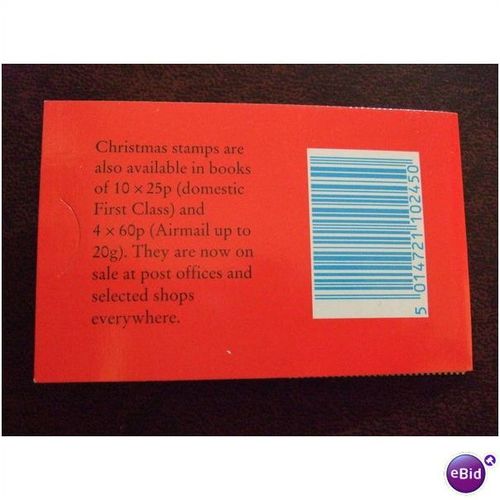 Christmas stamps are
also available in books
of 10 × 25p (domestic
First Class) and
4 × 60p (Airmail up to
20g). They are now on
sale at post offices and
selected shops
everywhere.
5 014721 102450
eBid